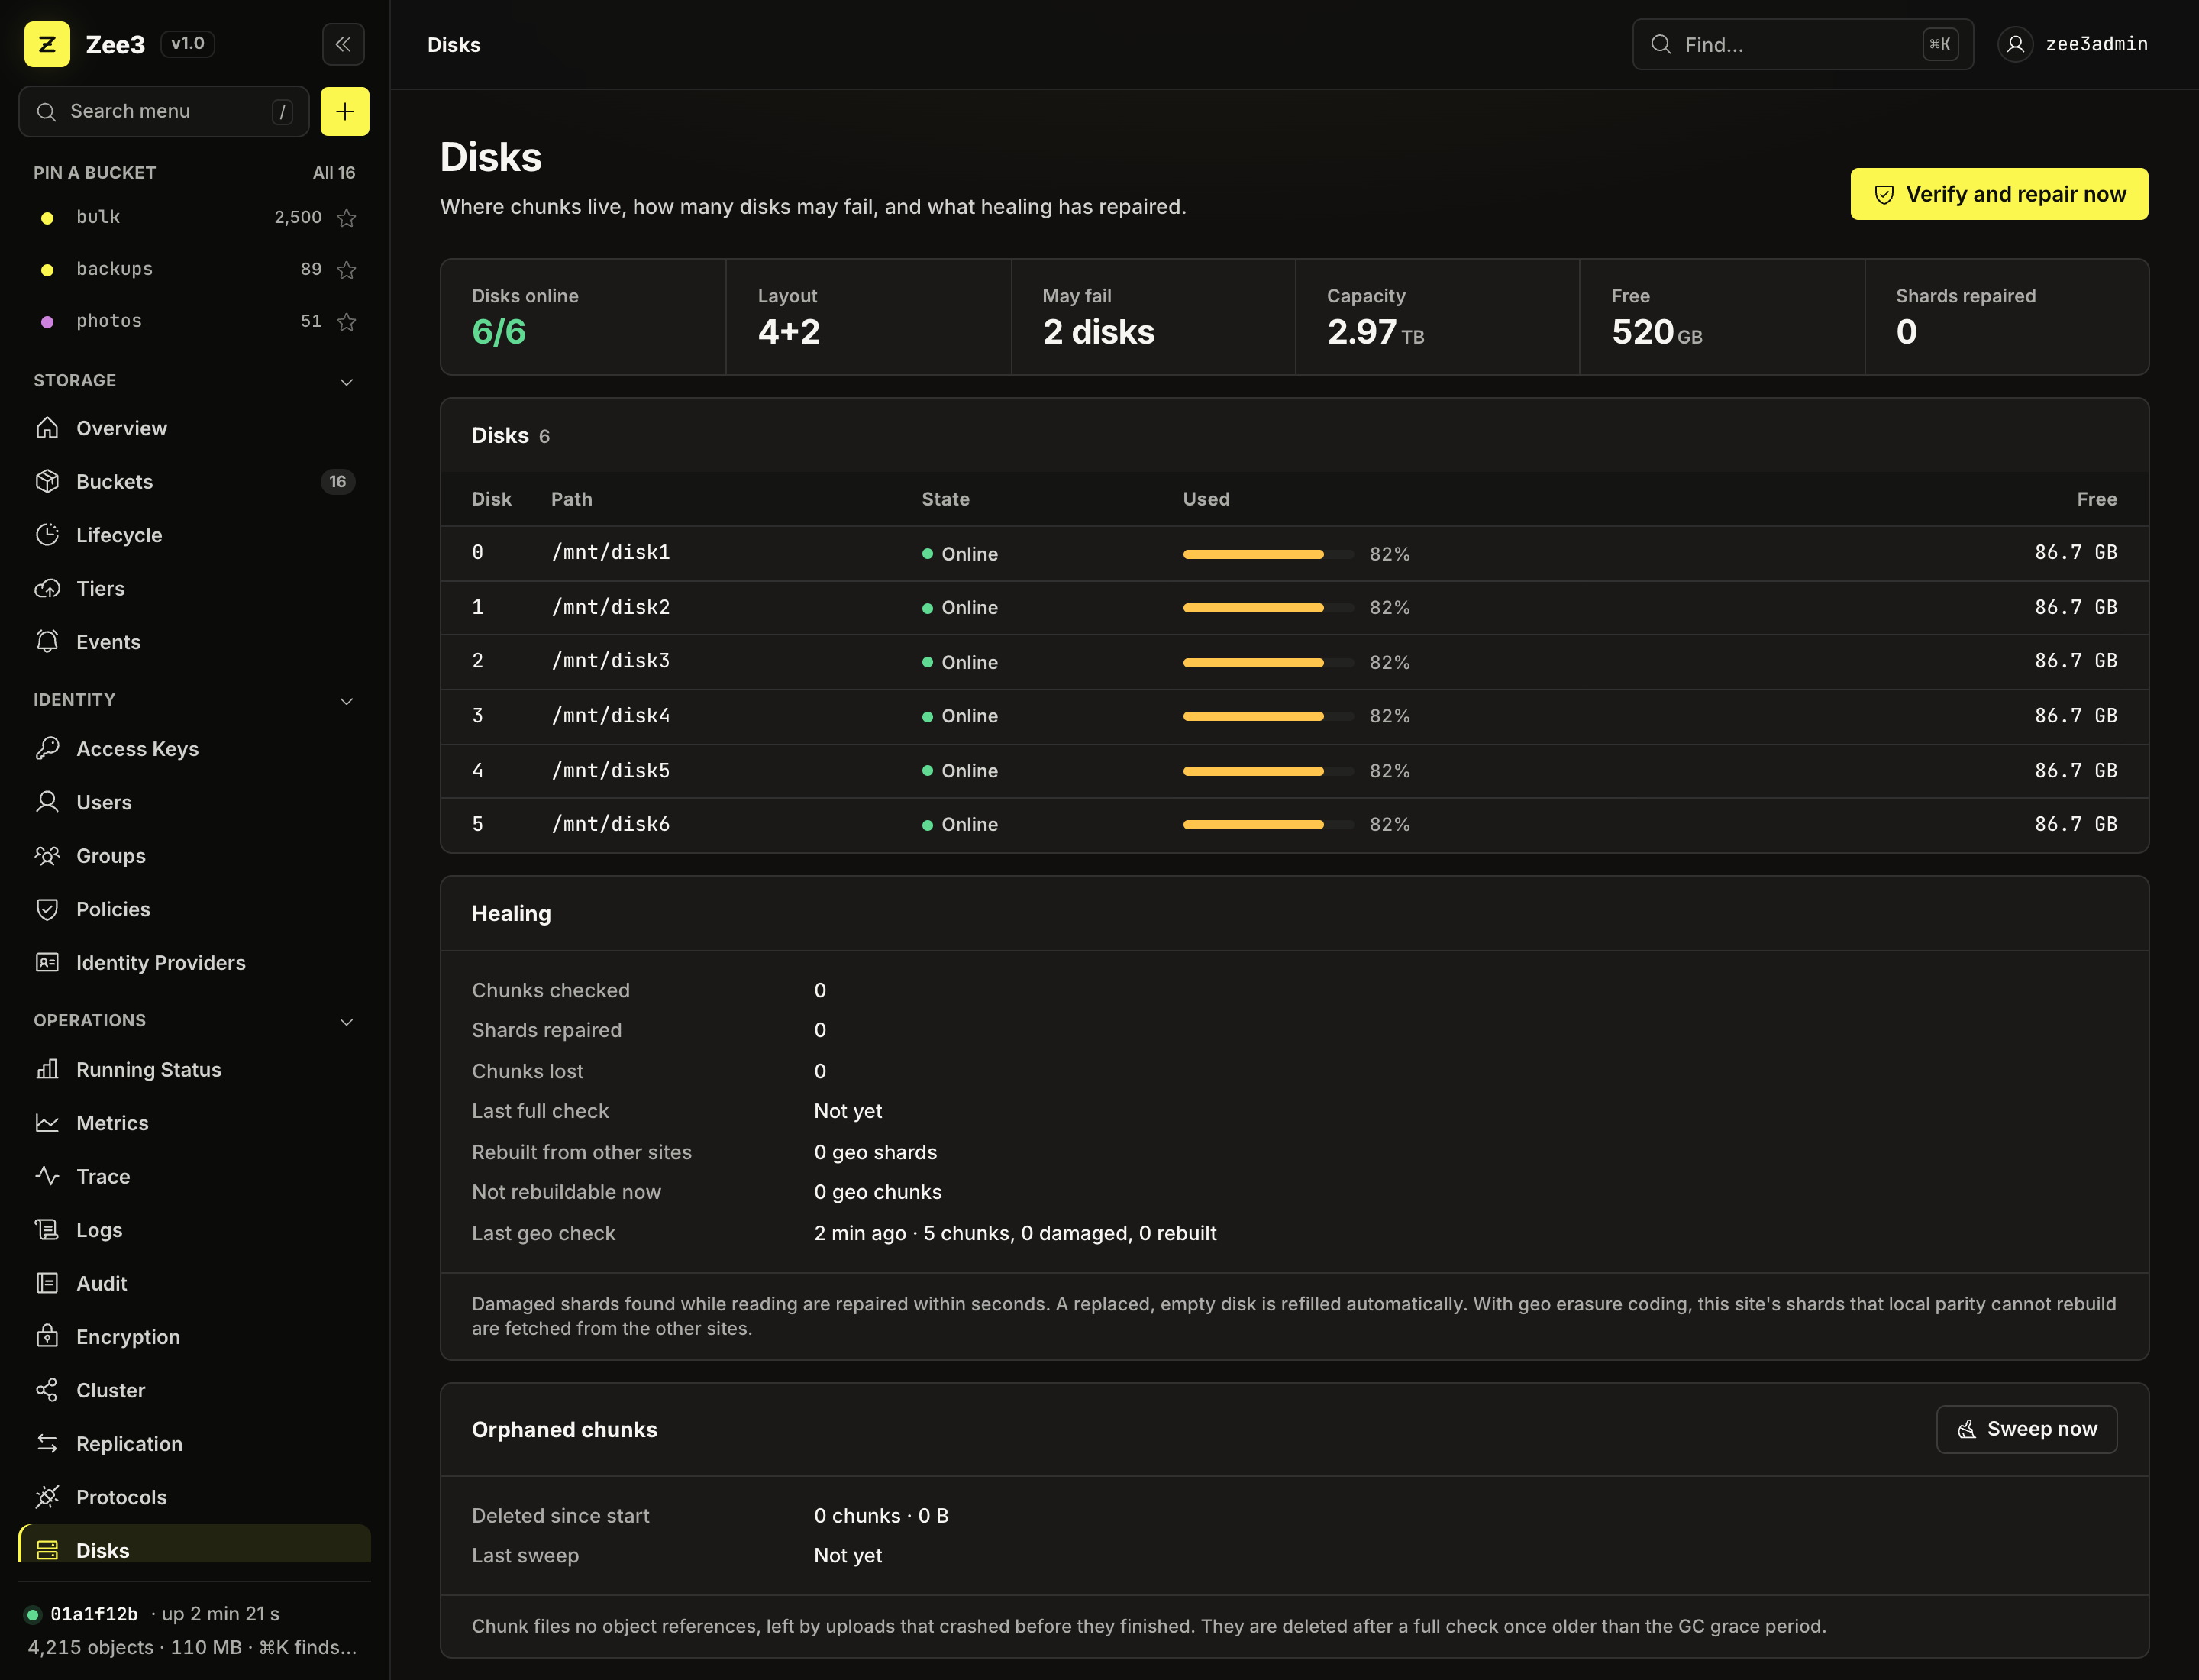 Zee3 v1.0
Search menu /
PIN A BUCKET All 16
bulk 2,500
backups 89
photos 51
STORAGE
Overview
Buckets 16
Lifecycle
Tiers
Events
IDENTITY
Access Keys
Users
Groups
Policies
Identity Providers
OPERATIONS
Running Status
Metrics
Trace
Logs
Audit
Encryption
Cluster
Replication
Protocols
Disks
01a1f12b · up 2 min 21 s
4,215 objects · 110 MB · ⌘K finds...
Disks
Find... ⌘K
zee3admin
Disks
Where chunks live, how many disks may fail, and what healing has repaired.
Verify and repair now
Disks online
6/6
Layout
4+2
May fail
2 disks
Capacity
2.97 TB
Free
520 GB
Shards repaired
0
Disks 6
Disk Path State Used Free
0 /mnt/disk1 Online 82% 86.7 GB
1 /mnt/disk2 Online 82% 86.7 GB
2 /mnt/disk3 Online 82% 86.7 GB
3 /mnt/disk4 Online 82% 86.7 GB
4 /mnt/disk5 Online 82% 86.7 GB
5 /mnt/disk6 Online 82% 86.7 GB
Healing
Chunks checked 0
Shards repaired 0
Chunks lost 0
Last full check Not yet
Rebuilt from other sites 0 geo shards
Not rebuildable now 0 geo chunks
Last geo check 2 min ago · 5 chunks, 0 damaged, 0 rebuilt
Damaged shards found while reading are repaired within seconds. A replaced, empty disk is refilled automatically. With geo erasure coding, this site's shards that local parity cannot rebuild
are fetched from the other sites.
Orphaned chunks
Sweep now
Deleted since start 0 chunks · 0 B
Last sweep Not yet
Chunk files no object references, left by uploads that crashed before they finished. They are deleted after a full check once older than the GC grace period.